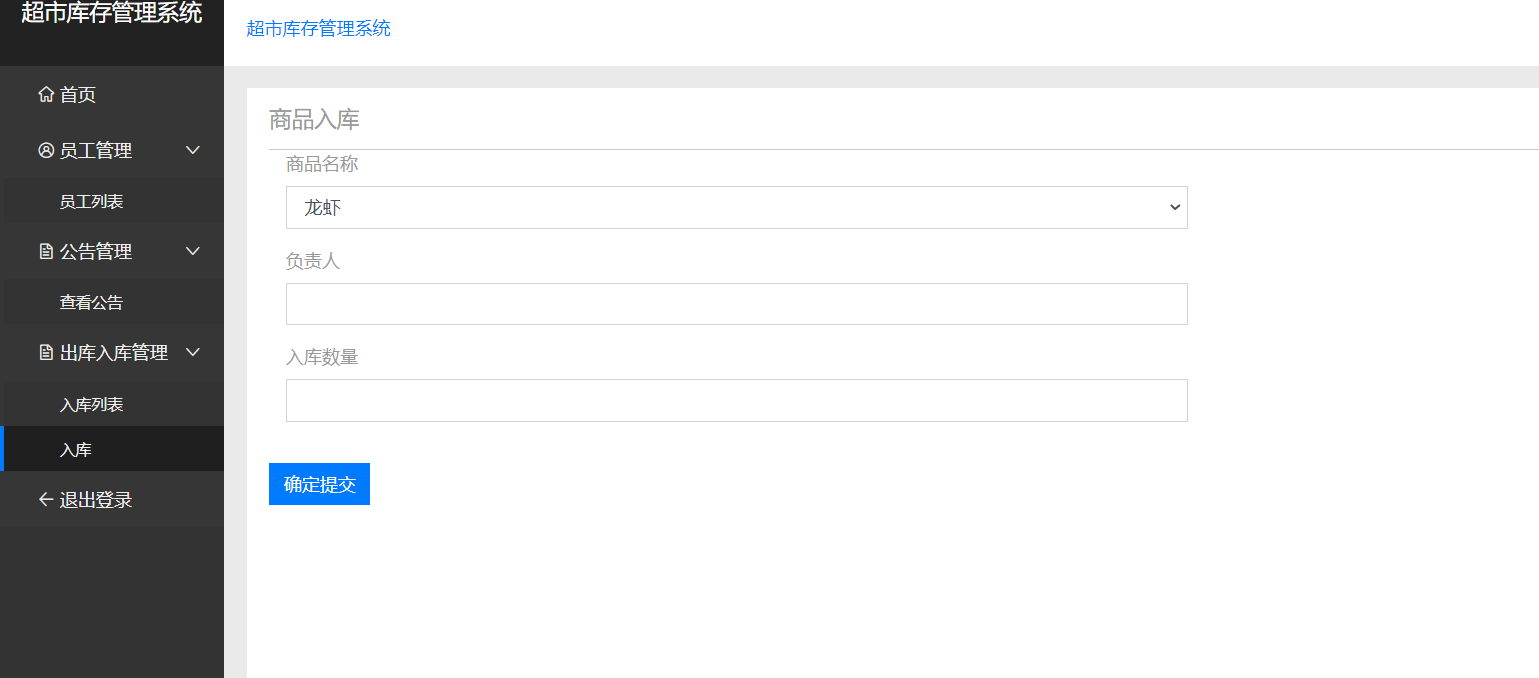 超市库存管理系统
超市库存管理系统
首页
员工管理
员工列表
公告管理
查看公告
出库入库管理
入库列表
入库
退出登录
商品入库
商品名称
龙虾
负责人
入库数量
确定提交